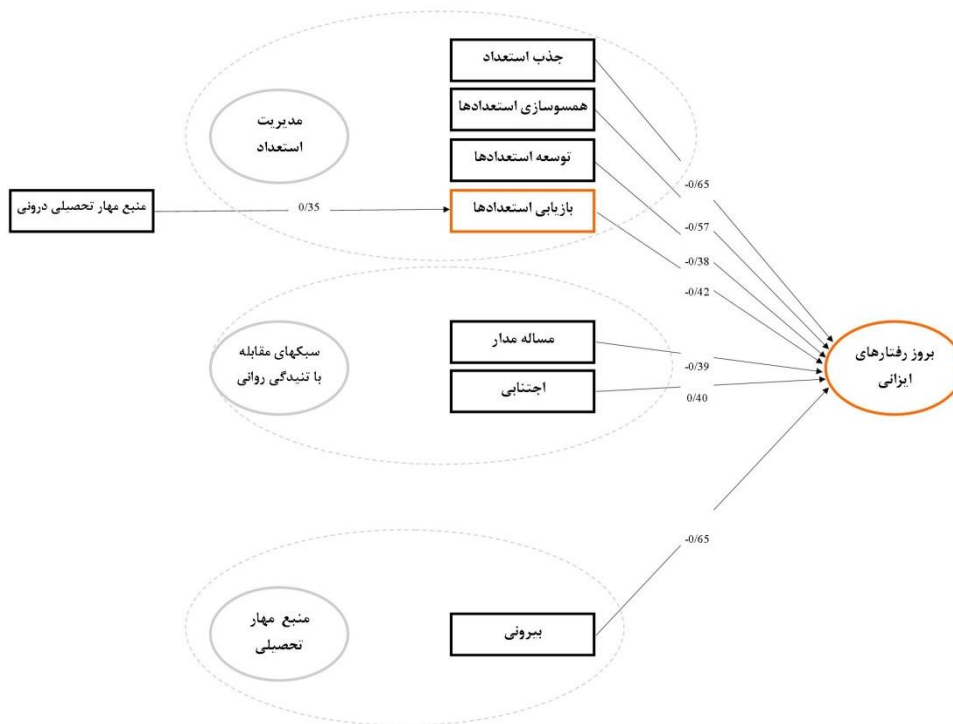 جذب استعداد
همسوسازی استعدادها
مدیریت
استعداد
توسعه استعدادها
-0/65
منبع مهار تحصیلی درونی
0/35
بازیابی استعدادها
-0/57
-0/38
-0/42
سبکهای مقابله
با تنیدگی روانی
مساله مدار
اجتنابی
-0/39
0/40
بروز رفتارهای
ایزانی
-0/65
منبع مهار
تحصیلی
بیرونی